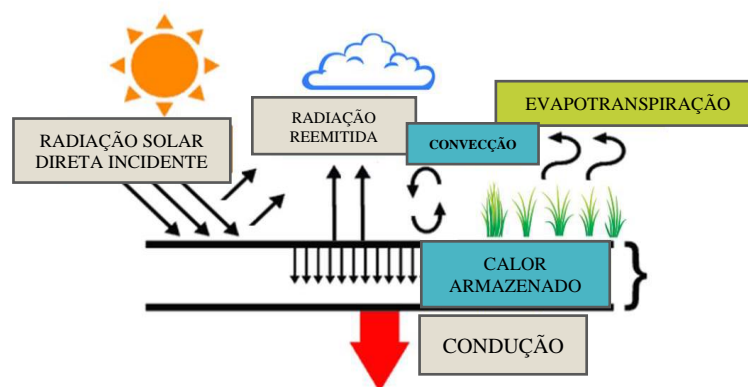 RADIAÇÃO SOLAR
DIRETA INCIDENTE
RADIAÇÃO
REEMITIDA
CONVECÇÃO
EVAPOTRANSPIRAÇÃO
CALOR
ARMAZENADO
CONDUÇÃO